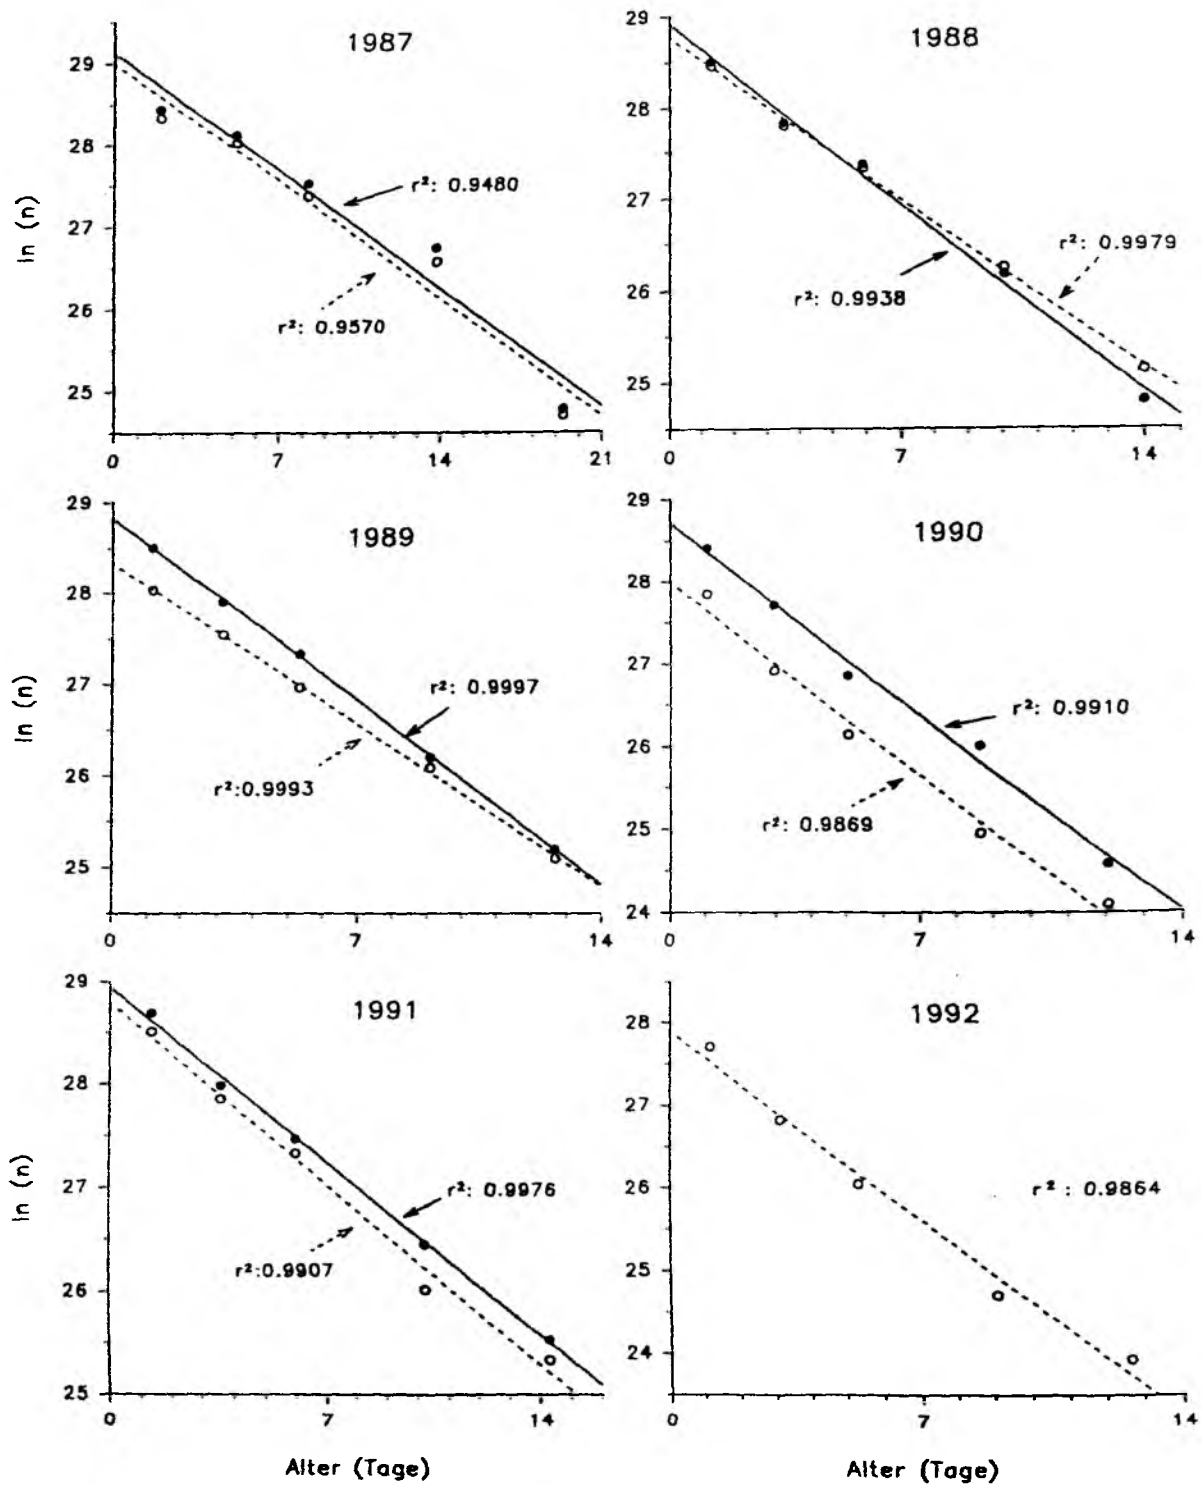 1987
29
28
27
26
25
ln (n)
r²: 0.9480
r²: 0.9570
0 7 14 21
1988
29
28
27
26
25
r²: 0.9979
r²: 0.9938
0 7 14
1989
29
28
27
26
25
ln (n)
r²: 0.9997
r²:0.9993
0 7 14
1990
29
28
27
26
25
24
r²: 0.9910
r²: 0.9869
0 7 14
1991
29
28
27
26
25
ln (n)
r²: 0.9976
r²:0.9907
0 7 14
Alter (Tage)
1992
28
27
26
25
24
r² : 0.9864
0 7 14
Alter (Tage)